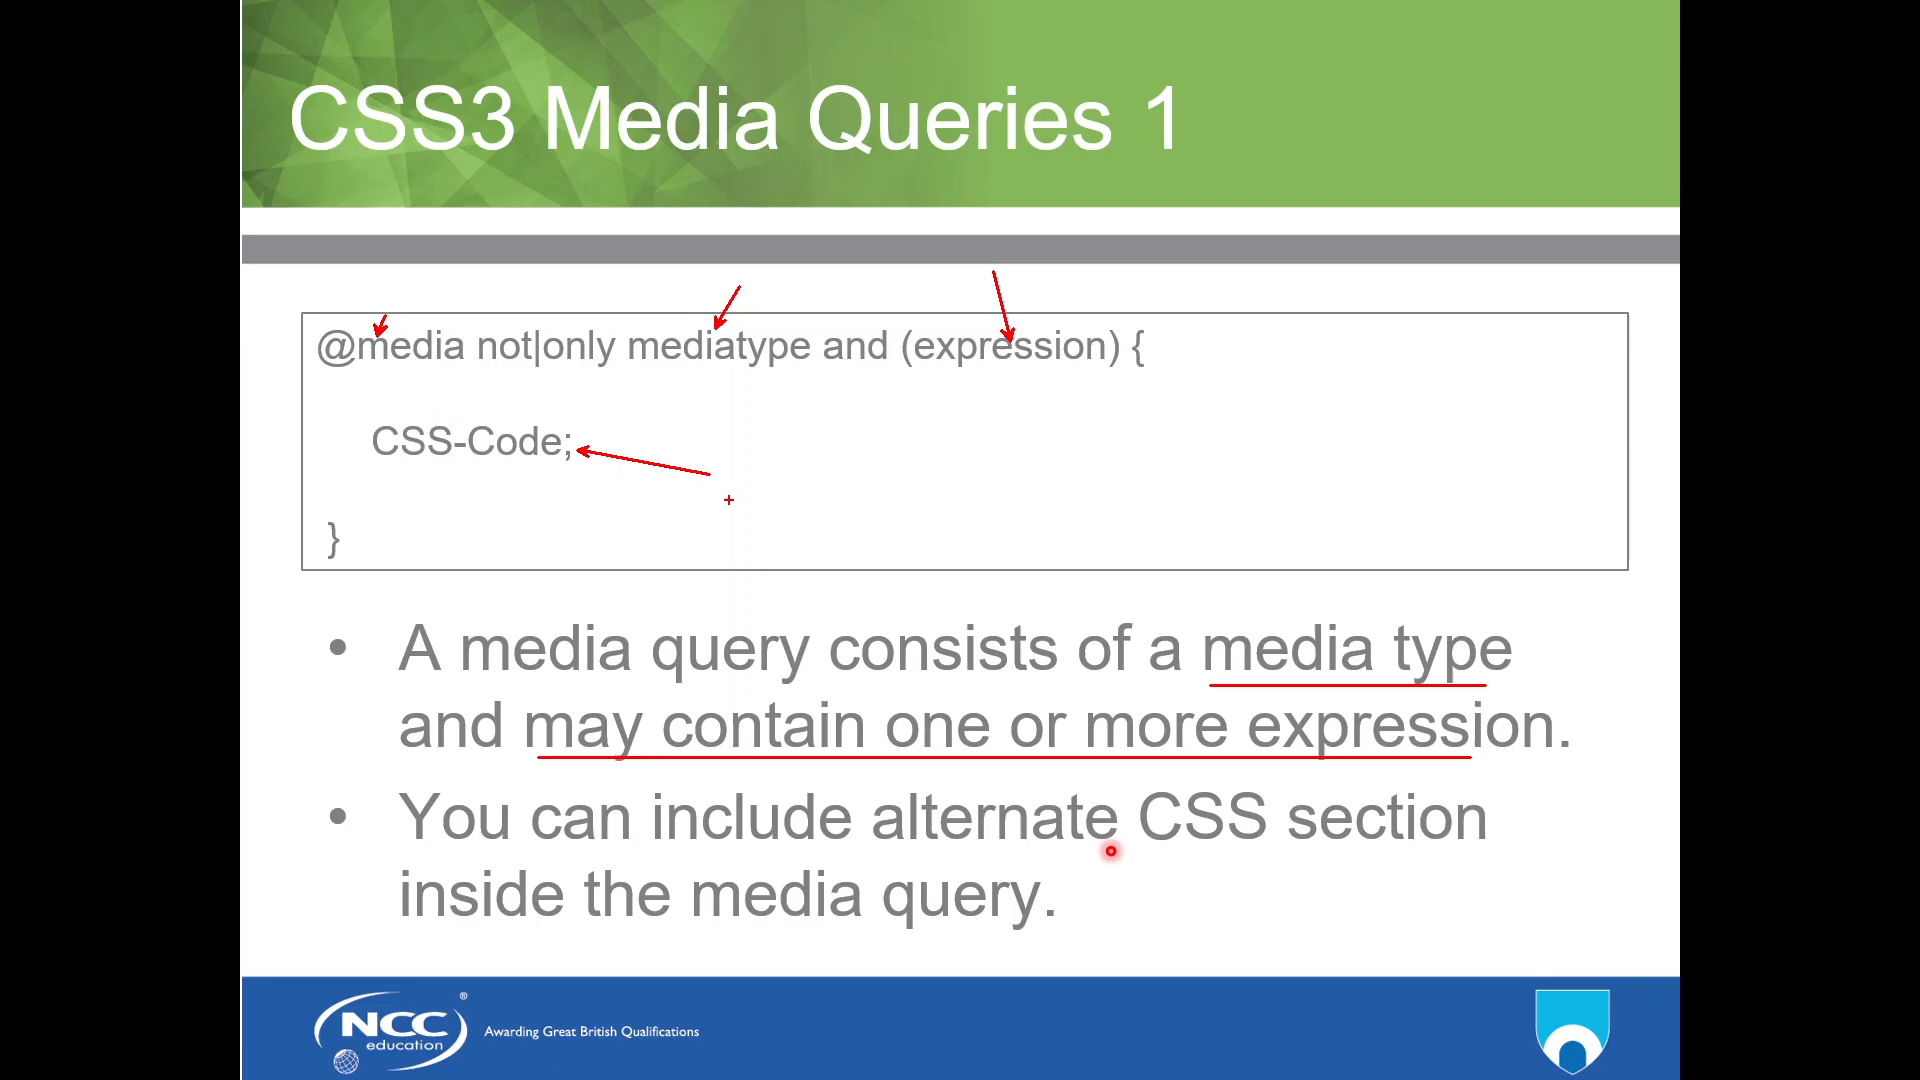 CSS3 Media Queries 1
@media not|only mediatype and (expression) {
CSS-Code;
}
• A media query consists of a media type
and may contain one or more expression.
• You can include alternate CSS section
inside the media query.
NCC ®
education
Awarding Great British Qualifications